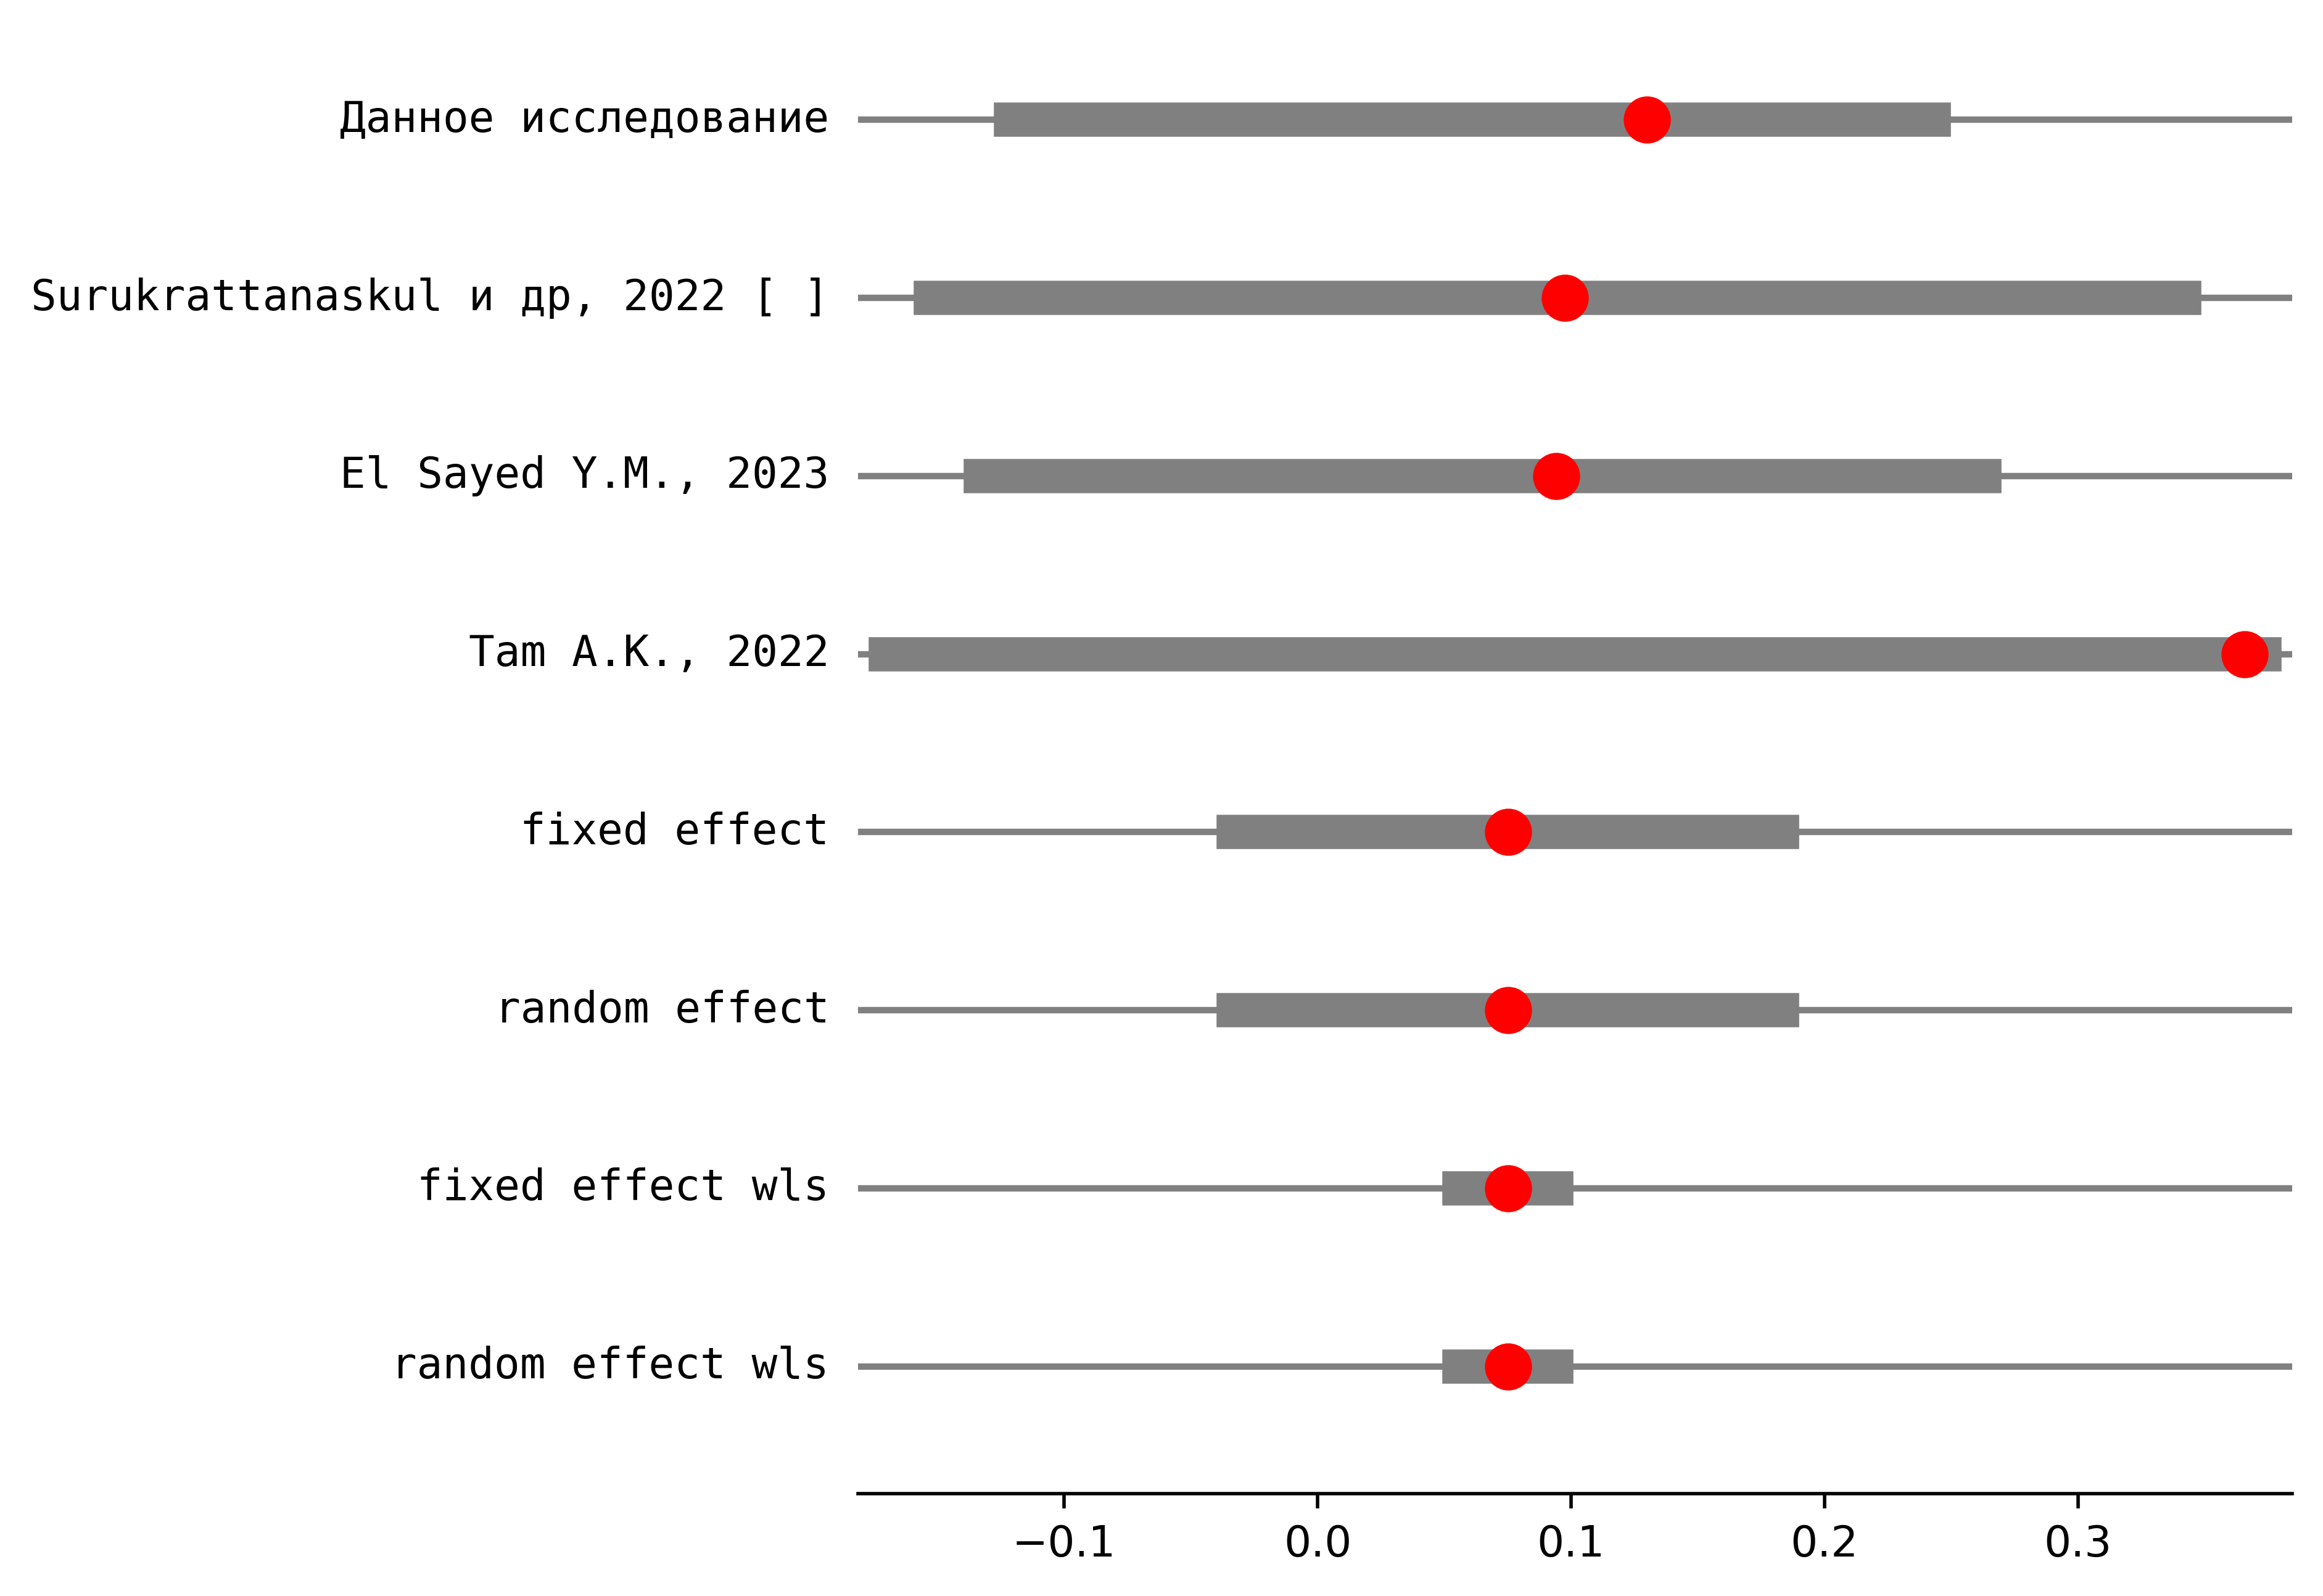 Данное исследование
Surukrattanaskul и др, 2022 [ ]
El Sayed Y.M., 2023
Tam A.K., 2022
fixed effect
random effect
fixed effect wls
random effect wls
−0.1 0.0 0.1 0.2 0.3